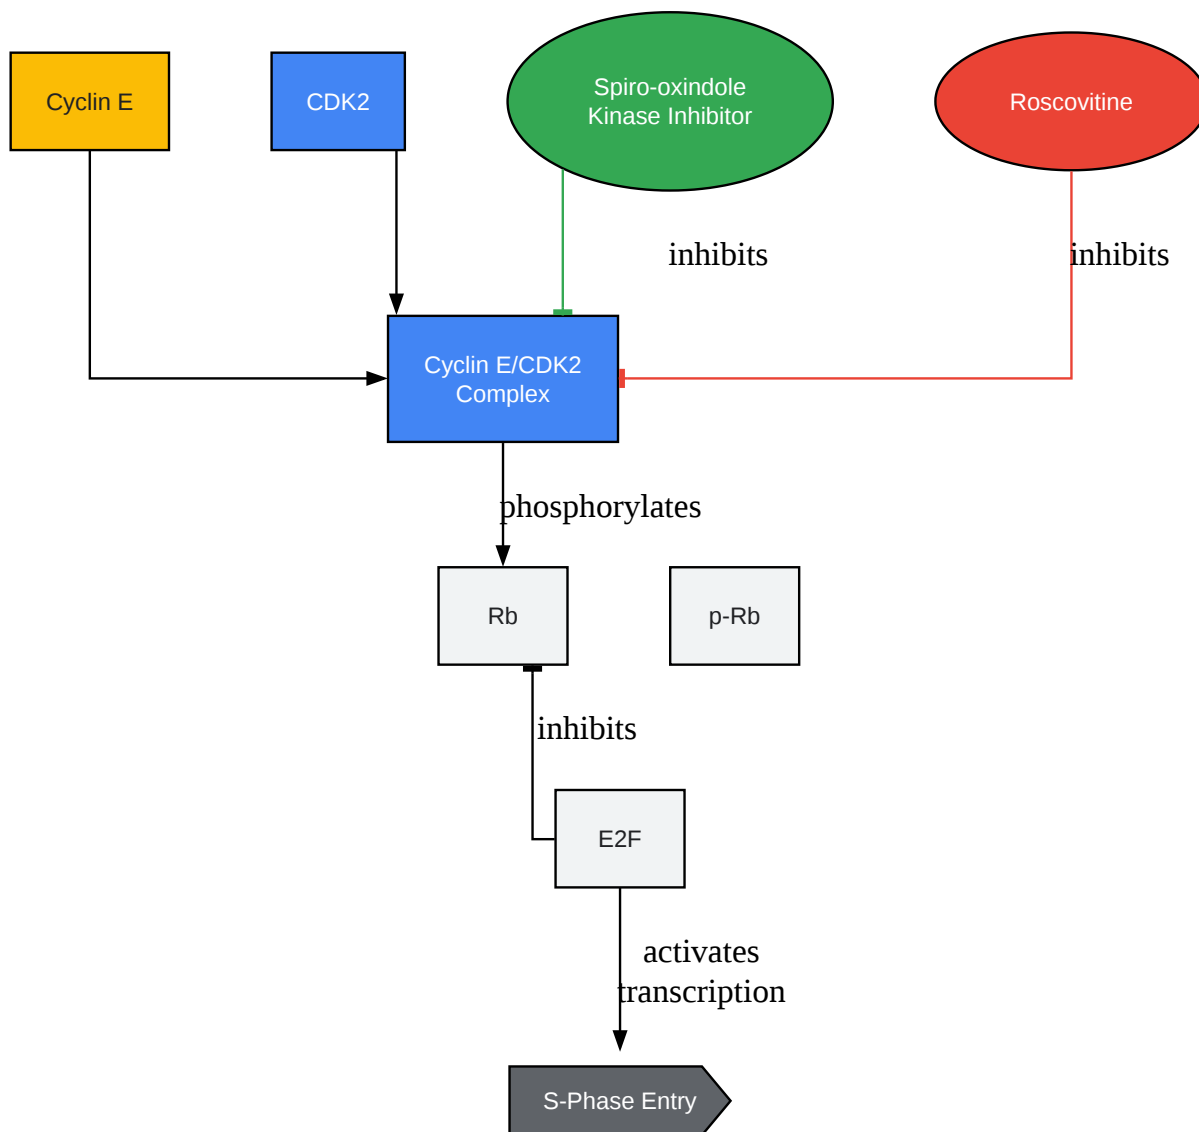 Cyclin E
CDK2
Spiro-oxindole
Kinase Inhibitor
Roscovitine
inhibits
inhibits
Cyclin E/CDK2
Complex
phosphorylates
Rb
p-Rb
inhibits
E2F
activates
transcription
S-Phase Entry